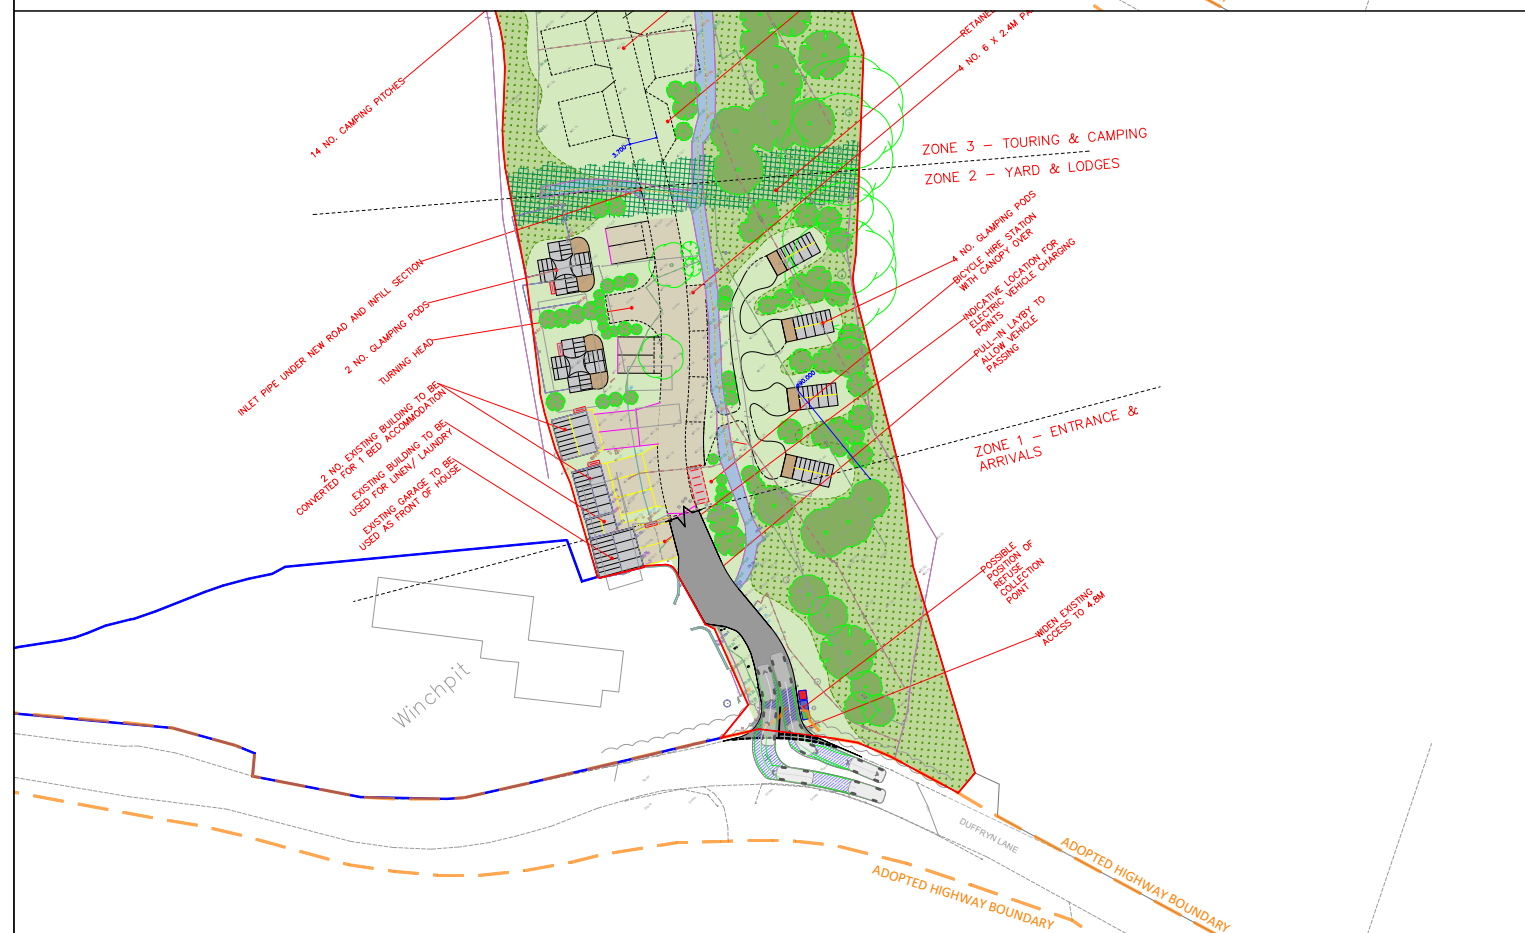 14 NO. CAMPING PITCHES
RETAINED
4 NO. 6 X 2.4M
ZONE 3 - TOURING & CAMPING
ZONE 2 - YARD & LODGES
3.700
4 NO. GLAMPING PODS
BICYCLE HIRE STATION
WITH CANOPY OVER
INDICATIVE LOCATION FOR
ELECTRIC VEHICLE CHARGING
POINTS
PULL-IN LAYBY TO
ALLOW VEHICLE
PASSING
INLET PIPE UNDER NEW ROAD AND INFILL SECTION
2 NO. GLAMPING PODS
TURNING HEAD
2 NO. EXISTING BUILDING TO BE
CONVERTED FOR 1 BED ACCOMMODATION
EXISTING BUILDING TO BE
USED FOR LINEN/ LAUNDRY
EXISTING GARAGE TO BE
USED AS FRONT OF HOUSE
ZONE 1 - ENTRANCE &
ARRIVALS
POSSIBLE
POSITION OF
REFUSE
COLLECTION
POINT
WIDEN EXISTING
ACCESS TO 4.8M
Winchpit
DUFFRYN LANE
ADOPTED HIGHWAY BOUNDARY
ADOPTED HIGHWAY BOUNDARY